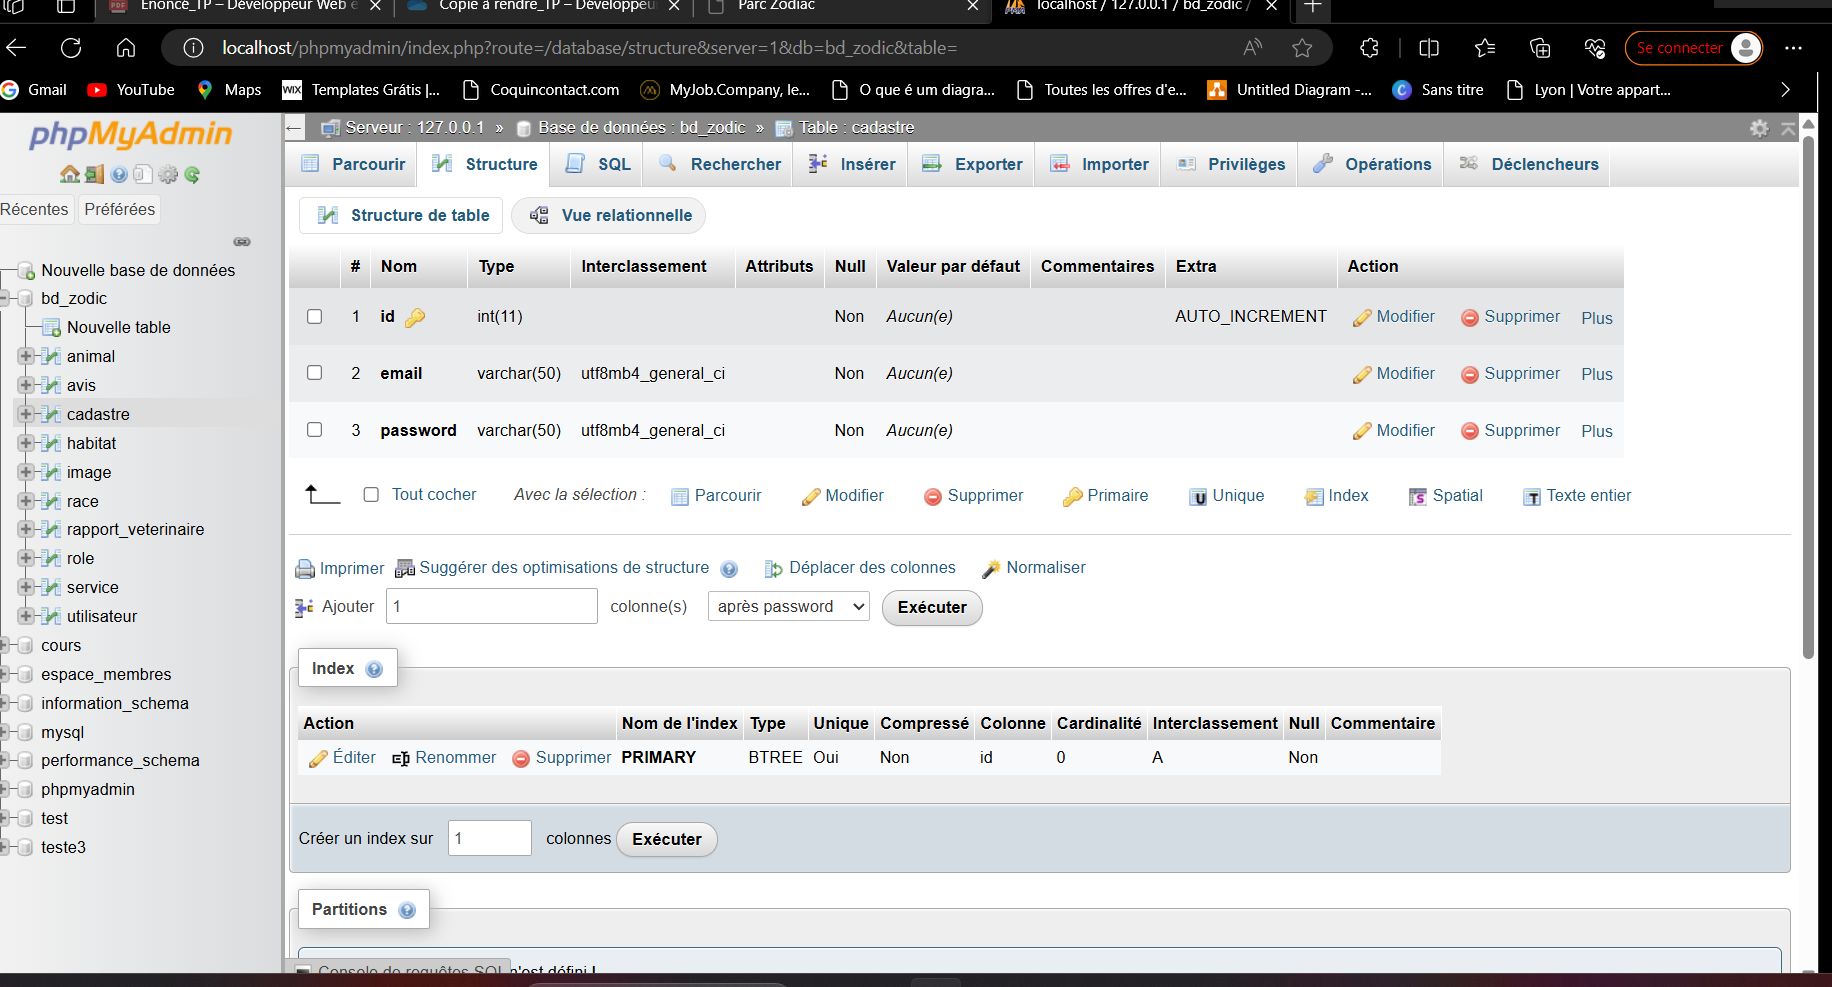 Enoncé_TP – Développeur Web e
Copie à rendre_TP – Développeu
Parc Zodiac
localhost / 127.0.0.1 / bd_zodic /
localhost/phpmyadmin/index.php?route=/database/structure&server=1&db=bd_zodic&table=
Se connecter
Gmail
YouTube
Maps
WIX Templates Grátis |...
Coquincontact.com
MyJob.Company, le...
O que é um diagra...
Toutes les offres d'e...
Untitled Diagram -...
Sans titre
Lyon | Votre appart...
phpMyAdmin
Récentes Préférées
Nouvelle base de données
bd_zodic
Nouvelle table
animal
avis
cadastre
habitat
image
race
rapport_veterinaire
role
service
utilisateur
cours
espace_membres
information_schema
mysql
performance_schema
phpmyadmin
test
teste3
Serveur : 127.0.0.1 » Base de données : bd_zodic » Table : cadastre
Parcourir Structure SQL Rechercher Insérer Exporter Importer Privilèges Opérations Déclencheurs
Structure de table Vue relationnelle
# Nom Type Interclassement Attributs Null Valeur par défaut Commentaires Extra Action
1 id int(11) Non Aucun(e) AUTO_INCREMENT Modifier Supprimer Plus
2 email varchar(50) utf8mb4_general_ci Non Aucun(e) Modifier Supprimer Plus
3 password varchar(50) utf8mb4_general_ci Non Aucun(e) Modifier Supprimer Plus
Tout cocher Avec la sélection : Parcourir Modifier Supprimer Primaire Unique Index Spatial Texte entier
Imprimer Suggérer des optimisations de structure Déplacer des colonnes Normaliser
Ajouter 1 colonne(s) après password Exécuter
Index
Action Nom de l'index Type Unique Compressé Colonne Cardinalité Interclassement Null Commentaire
Éditer Renommer Supprimer PRIMARY BTREE Oui Non id 0 A Non
Créer un index sur 1 colonnes Exécuter
Partitions
Console de requêtes SQL n'est défini !